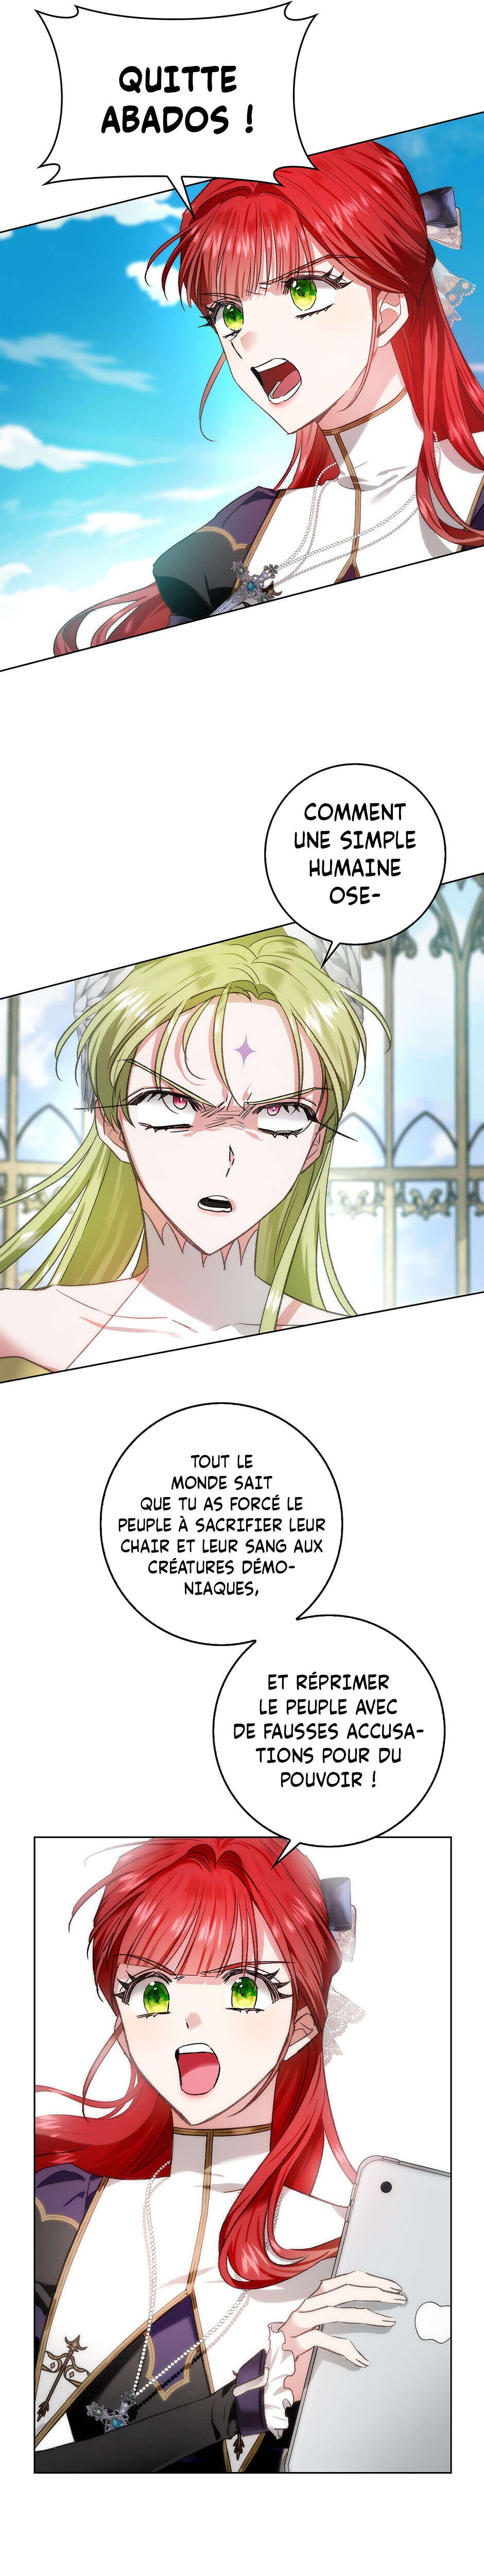 QUITTE
ABADOS !
COMMENT
UNE SIMPLE
HUMAINE
OSE-
TOUT LE
MONDE SAIT
QUE TU AS FORCÉ LE
PEUPLE À SACRIFIER LEUR
CHAIR ET LEUR SANG AUX
CRÉATURES DÉMO-
NIAQUES,
ET RÉPRIMER
LE PEUPLE AVEC
DE FAUSSES ACCUSA-
TIONS POUR DU
POUVOIR !